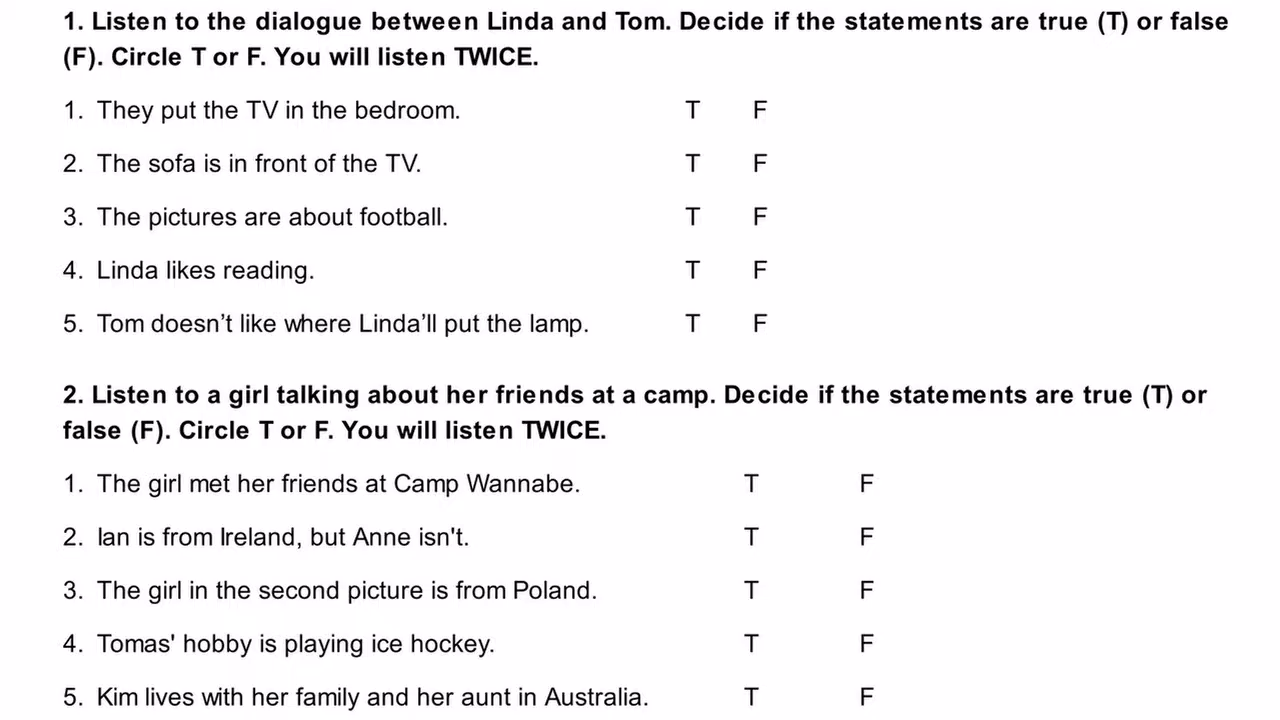 1. Listen to the dialogue between Linda and Tom. Decide if the statements are true (T) or false
(F). Circle T or F. You will listen TWICE.
1. They put the TV in the bedroom. T F
2. The sofa is in front of the TV. T F
3. The pictures are about football. T F
4. Linda likes reading. T F
5. Tom doesn’t like where Linda’ll put the lamp. T F
2. Listen to a girl talking about her friends at a camp. Decide if the statements are true (T) or
false (F). Circle T or F. You will listen TWICE.
1. The girl met her friends at Camp Wannabe. T F
2. Ian is from Ireland, but Anne isn't. T F
3. The girl in the second picture is from Poland. T F
4. Tomas' hobby is playing ice hockey. T F
5. Kim lives with her family and her aunt in Australia. T F